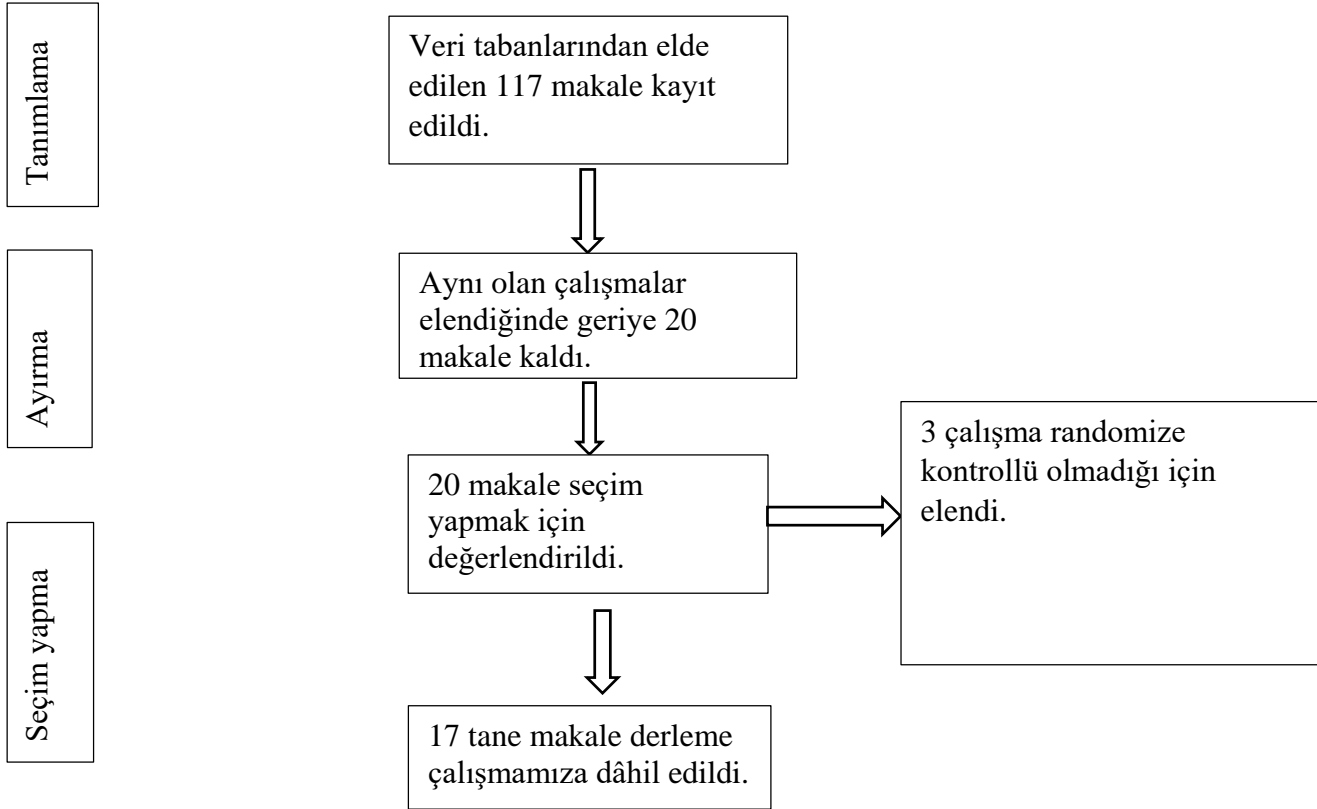 Tanımlama
Veri tabanlarından elde
edilen 117 makale kayıt
edildi.
Ayırma
Aynı olan çalışmalar
elendiğinde geriye 20
makale kaldı.
Seçim yapma
20 makale seçim
yapmak için
değerlendirildi.
3 çalışma randomize
kontrollü olmadığı için
elendi.
17 tane makale derleme
çalışmamıza dâhil edildi.